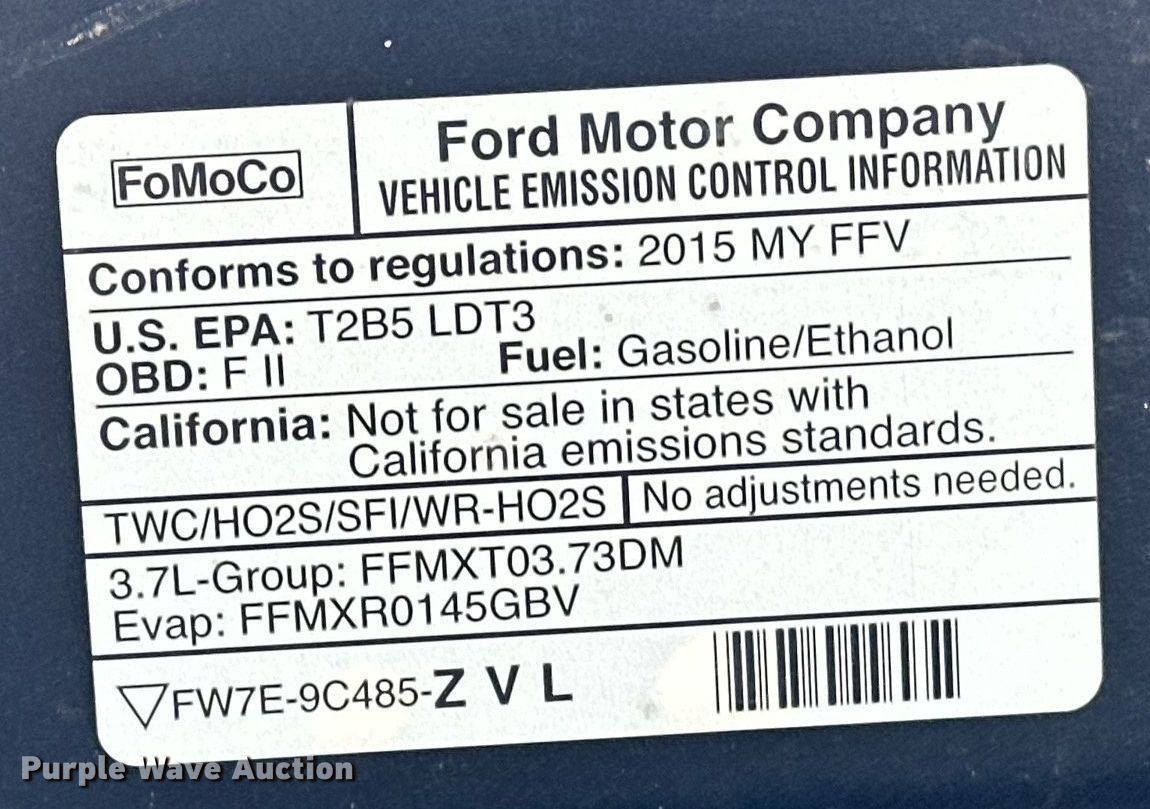 FoMoCo
Ford Motor Company
VEHICLE EMISSION CONTROL INFORMATION
Conforms to regulations: 2015 MY FFV
U.S. EPA: T2B5 LDT3
OBD: F II Fuel: Gasoline/Ethanol
California: Not for sale in states with
California emissions standards.
TWC/HO2S/SFI/WR-HO2S No adjustments needed.
3.7L-Group: FFMXT03.73DM
Evap: FFMXR0145GBV
FW7E-9C485-Z V L
Purple Wave Auction